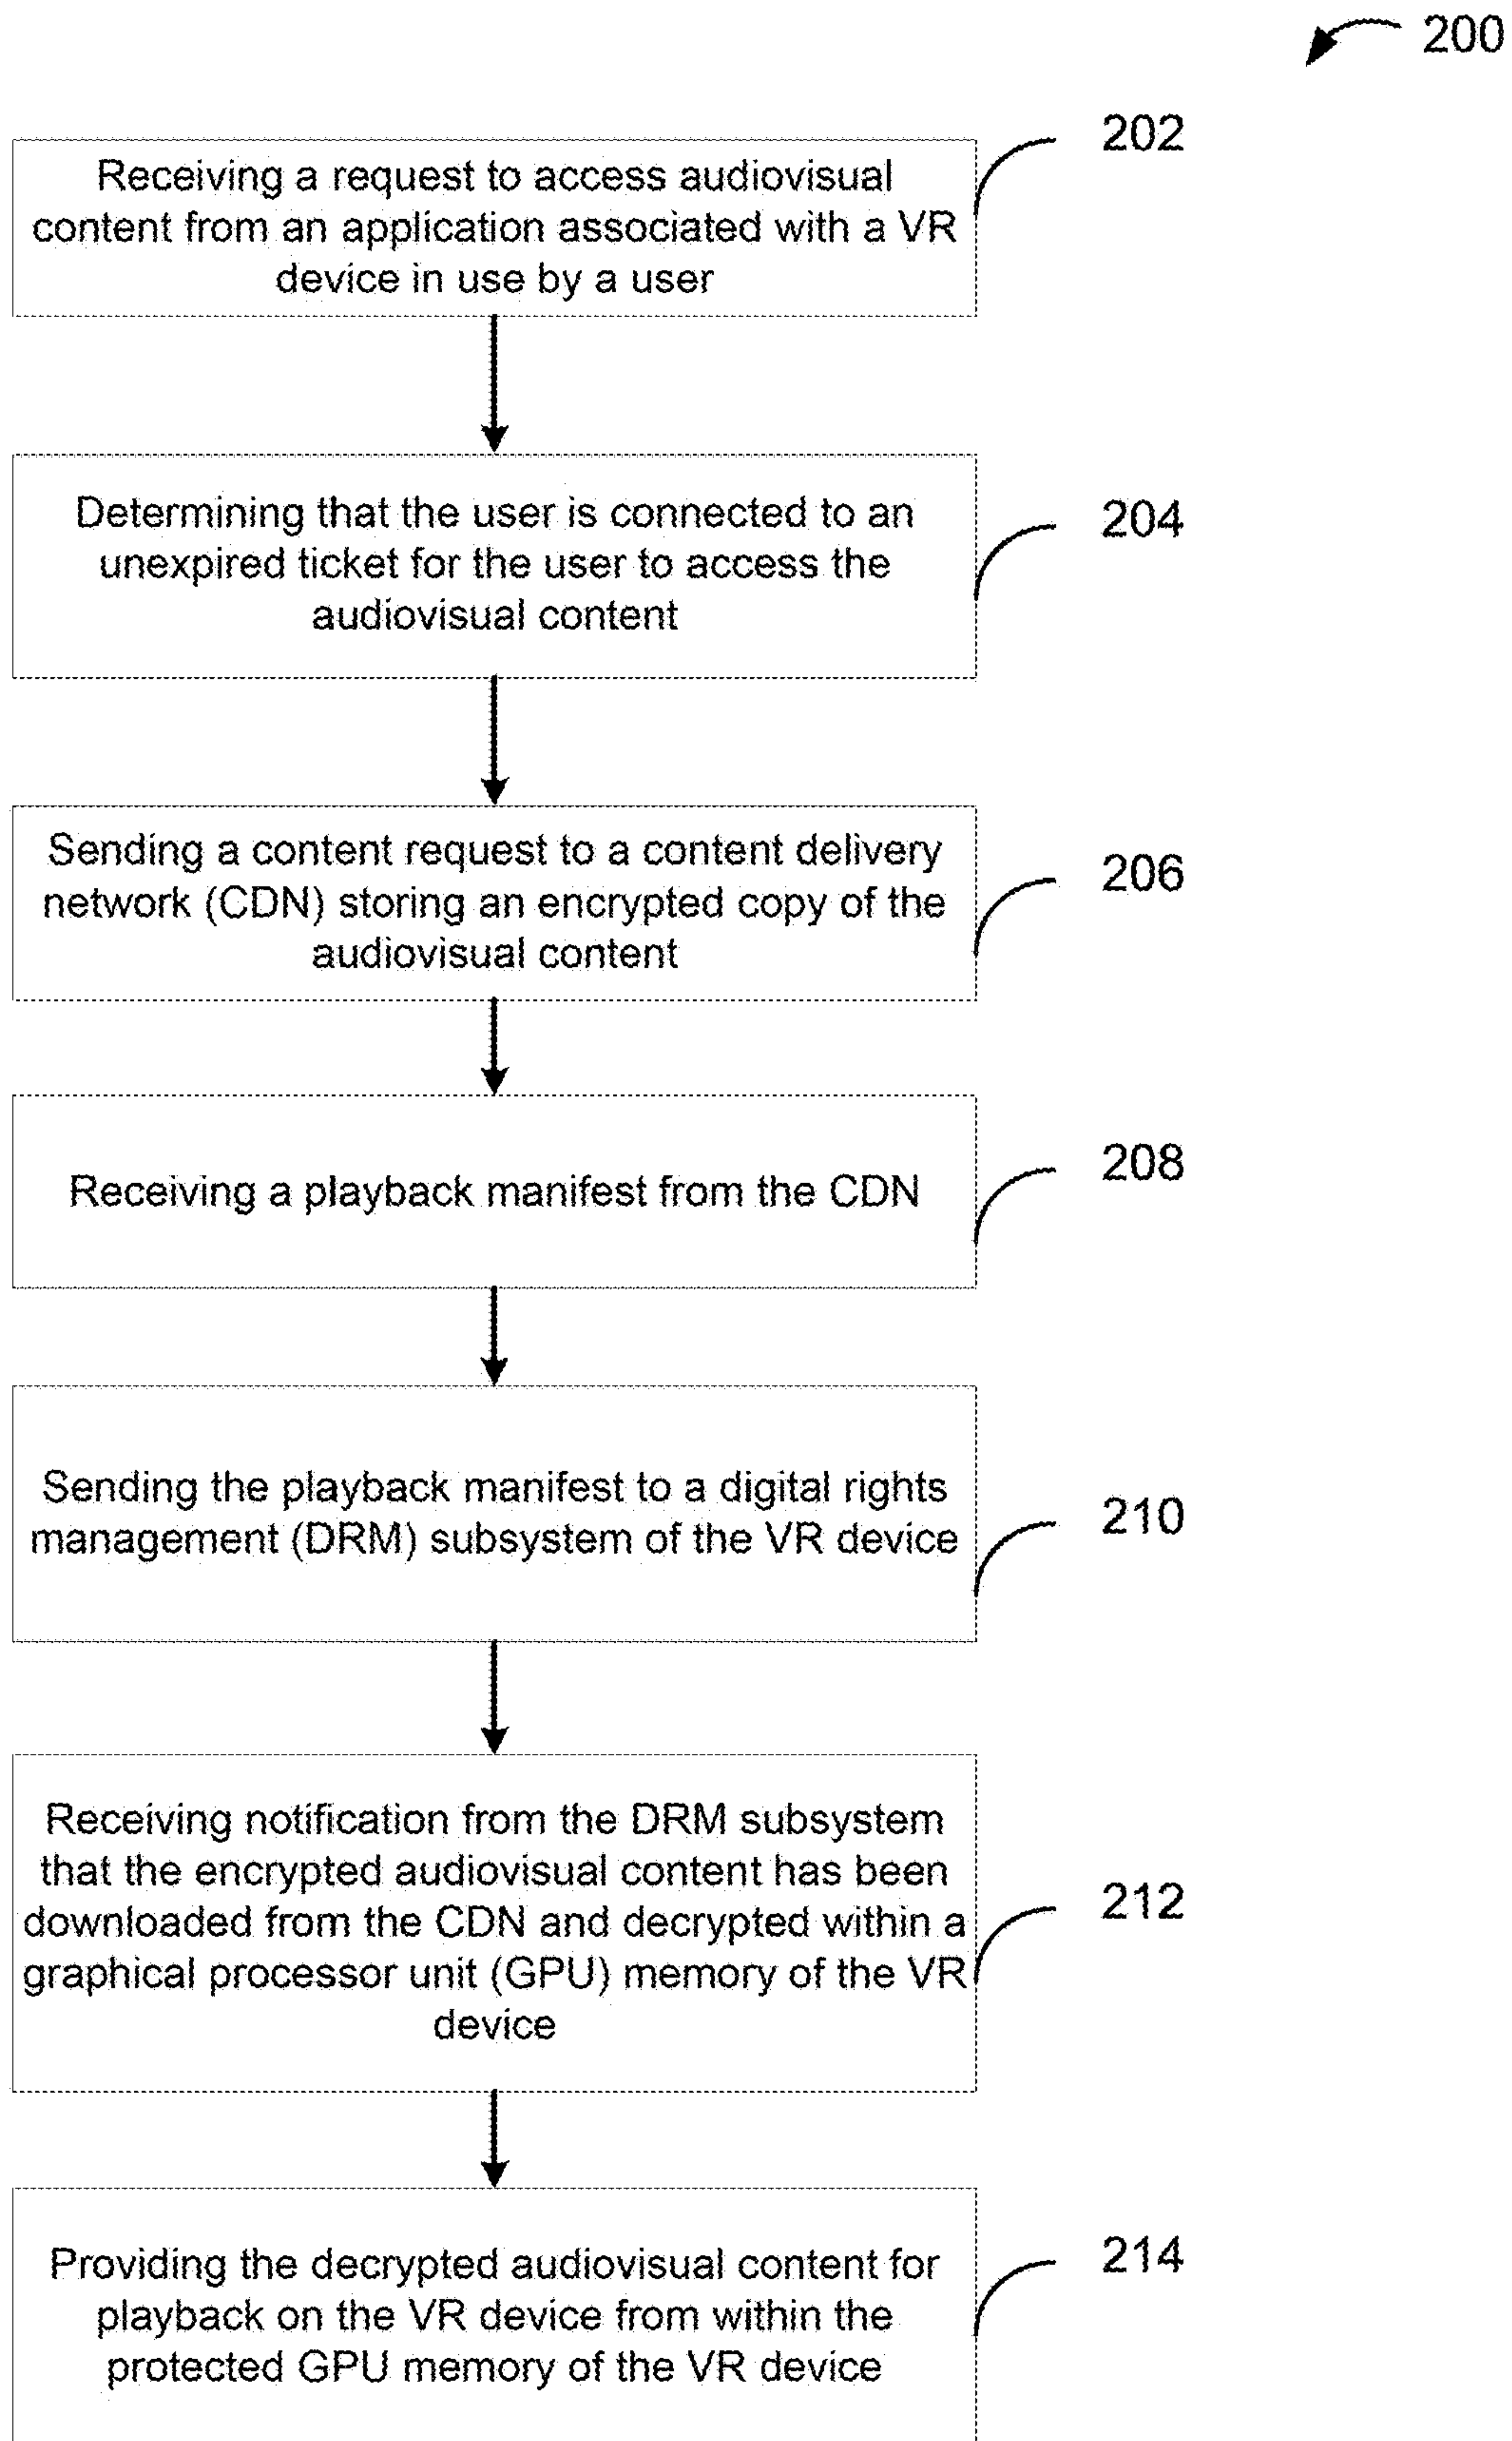 200
202
Receiving a request to access audiovisual
content from an application associated with a VR
device in use by a user
204
Determining that the user is connected to an
unexpired ticket for the user to access the
audiovisual content
206
Sending a content request to a content delivery
network (CDN) storing an encrypted copy of the
audiovisual content
208
Receiving a playback manifest from the CDN
210
Sending the playback manifest to a digital rights
management (DRM) subsystem of the VR device
212
Receiving notification from the DRM subsystem
that the encrypted audiovisual content has been
downloaded from the CDN and decrypted within a
graphical processor unit (GPU) memory of the VR
device
214
Providing the decrypted audiovisual content for
playback on the VR device from within the
protected GPU memory of the VR device